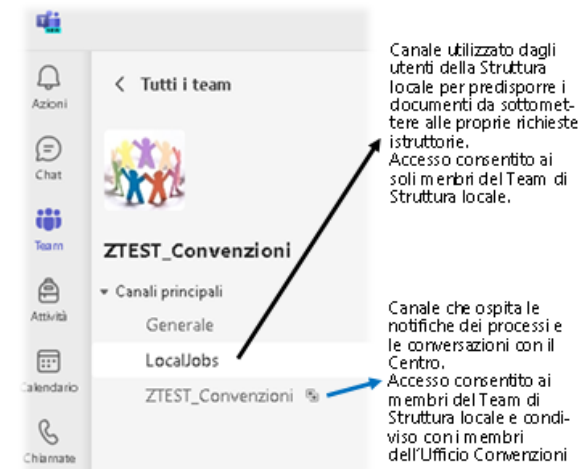 NEW
Azioni
Chat
Team
Attività
Calendario
Chiamate
Tutti i team
ZTEST_Convenzioni
Canali principali
Generale
LocalJobs
ZTEST_Convenzioni
Canale utilizzato dagli
utenti della Struttura
locale per predisporre i
documenti da sottomet-
tere alle proprie richieste
istruttorie.
Accesso consentito ai
soli menbri del Team di
Struttura locale.
Canale che ospita le
notifiche dei processi e
le conversazioni con il
Centro.
Accesso consentito ai
membri del Team di
Struttura locale e condi-
viso con i membri
dell'Ufficio Convenzioni